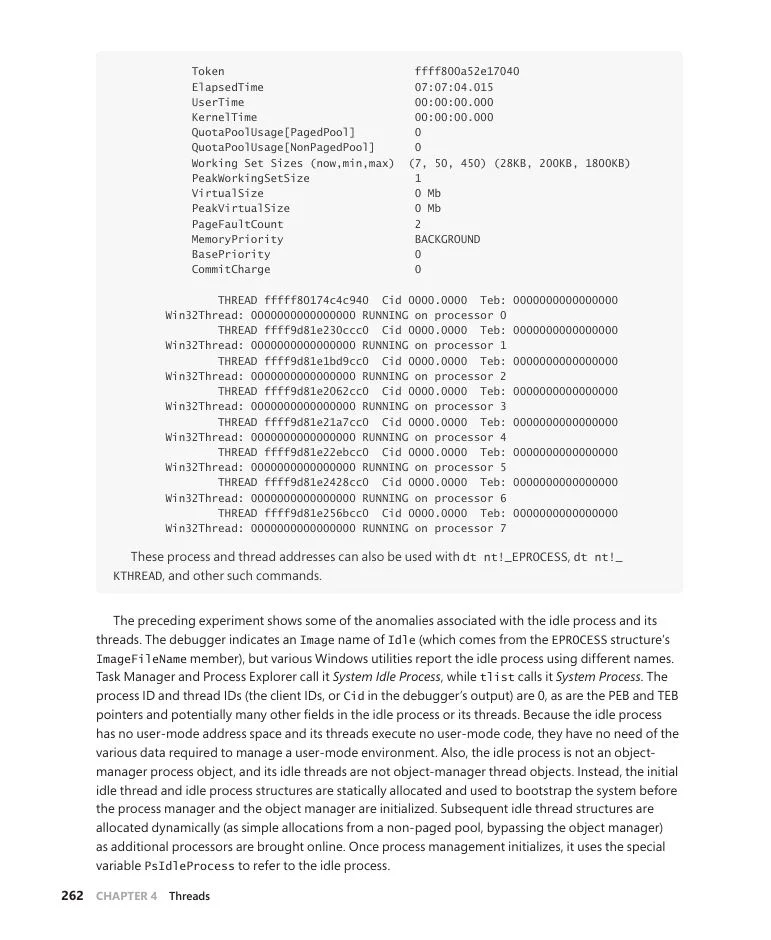 Token ffff800a52e17040
ElapsedTime 07:07:04.015
UserTime 00:00:00.000
KernelTime 00:00:00.000
QuotaPoolUsage[PagedPool] 0
QuotaPoolUsage[NonPagedPool] 0
Working Set Sizes (now,min,max) (7, 50, 450) (28KB, 200KB, 1800KB)
PeakWorkingSetSize 1
VirtualSize 0 Mb
PeakVirtualSize 0 Mb
PageFaultCount 2
MemoryPriority BACKGROUND
BasePriority 0
CommitCharge 0
THREAD fffff80174c4c940 Cid 0000.0000 Teb: 0000000000000000
Win32Thread: 0000000000000000 RUNNING on processor 0
THREAD ffff9d81e230ccc0 Cid 0000.0000 Teb: 0000000000000000
Win32Thread: 0000000000000000 RUNNING on processor 1
THREAD ffff9d81e1bd9cc0 Cid 0000.0000 Teb: 0000000000000000
Win32Thread: 0000000000000000 RUNNING on processor 2
THREAD ffff9d81e2062cc0 Cid 0000.0000 Teb: 0000000000000000
Win32Thread: 0000000000000000 RUNNING on processor 3
THREAD ffff9d81e21a7cc0 Cid 0000.0000 Teb: 0000000000000000
Win32Thread: 0000000000000000 RUNNING on processor 4
THREAD ffff9d81e22ebcc0 Cid 0000.0000 Teb: 0000000000000000
Win32Thread: 0000000000000000 RUNNING on processor 5
THREAD ffff9d81e2428cc0 Cid 0000.0000 Teb: 0000000000000000
Win32Thread: 0000000000000000 RUNNING on processor 6
THREAD ffff9d81e256bcc0 Cid 0000.0000 Teb: 0000000000000000
Win32Thread: 0000000000000000 RUNNING on processor 7
These process and thread addresses can also be used with dt nt!_EPROCESS, dt nt!_
KTHREAD, and other such commands.
The preceding experiment shows some of the anomalies associated with the idle process and its
threads. The debugger indicates an Image name of Idle (which comes from the EPROCESS structure's
ImageFileName member), but various Windows utilities report the idle process using different names.
Task Manager and Process Explorer call it System Idle Process, while tlist calls it System Process. The
process ID and thread IDs (the client IDs, or Cid in the debugger's output) are 0, as are the PEB and TEB
pointers and potentially many other fields in the idle process or its threads. Because the idle process
has no user-mode address space and its threads execute no user-mode code, they have no need of the
various data required to manage a user-mode environment. Also, the idle process is not an object-
manager process object, and its idle threads are not object-manager thread objects. Instead, the initial
idle thread and idle process structures are statically allocated and used to bootstrap the system before
the process manager and the object manager are initialized. Subsequent idle thread structures are
allocated dynamically (as simple allocations from a non-paged pool, bypassing the object manager)
as additional processors are brought online. Once process management initializes, it uses the special
variable PsIdleProcess to refer to the idle process.
262 CHAPTER 4 Threads